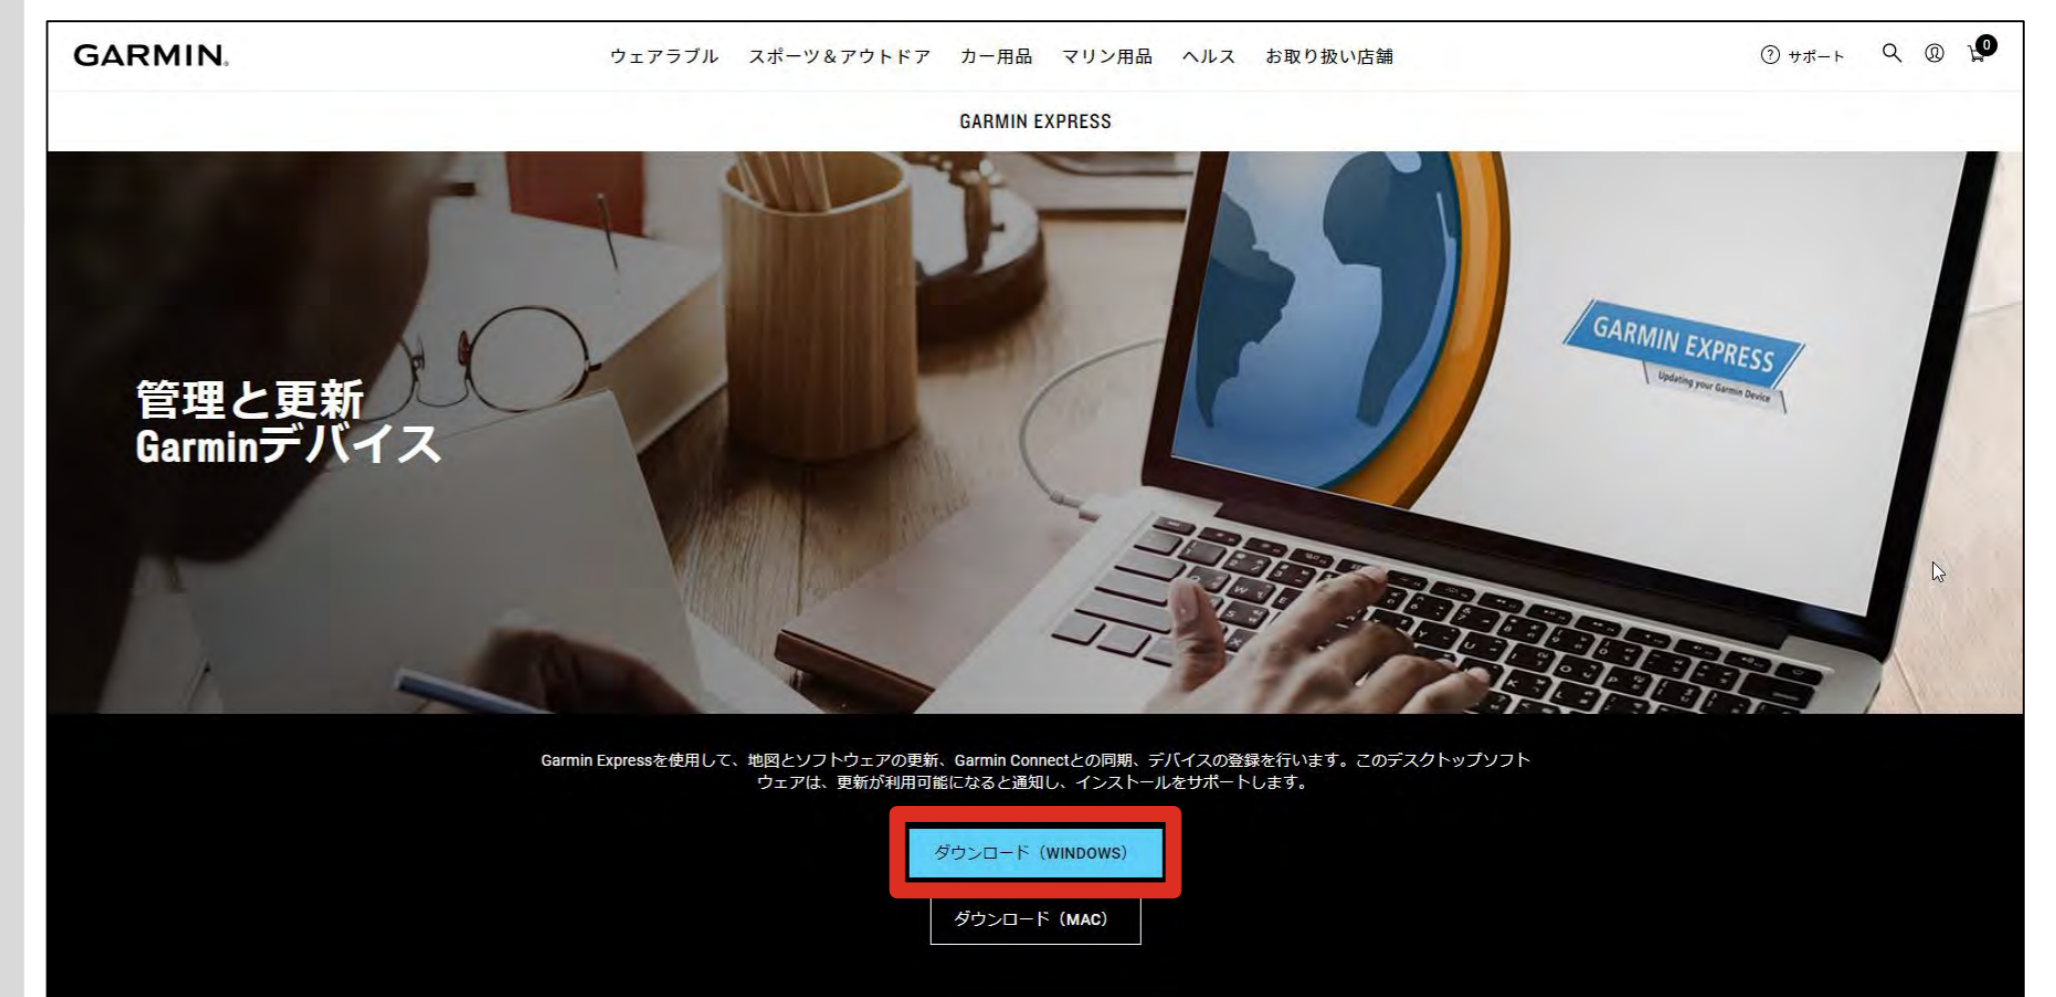 GARMIN.
ウェアラブル スポーツ&アウトドア カー用品 マリン用品 ヘルス お取り扱い店舗
サポート
0
GARMIN EXPRESS
GARMIN EXPRESS
Updating your Garmin Device
管理と更新
Garminデバイス
Garmin Expressを使用して、地図とソフトウェアの更新、Garmin Connectとの同期、デバイスの登録を行います。このデスクトップソフト
ウェアは、更新が利用可能になると通知し、インストールをサポートします。
ダウンロード（WINDOWS）
ダウンロード（MAC）